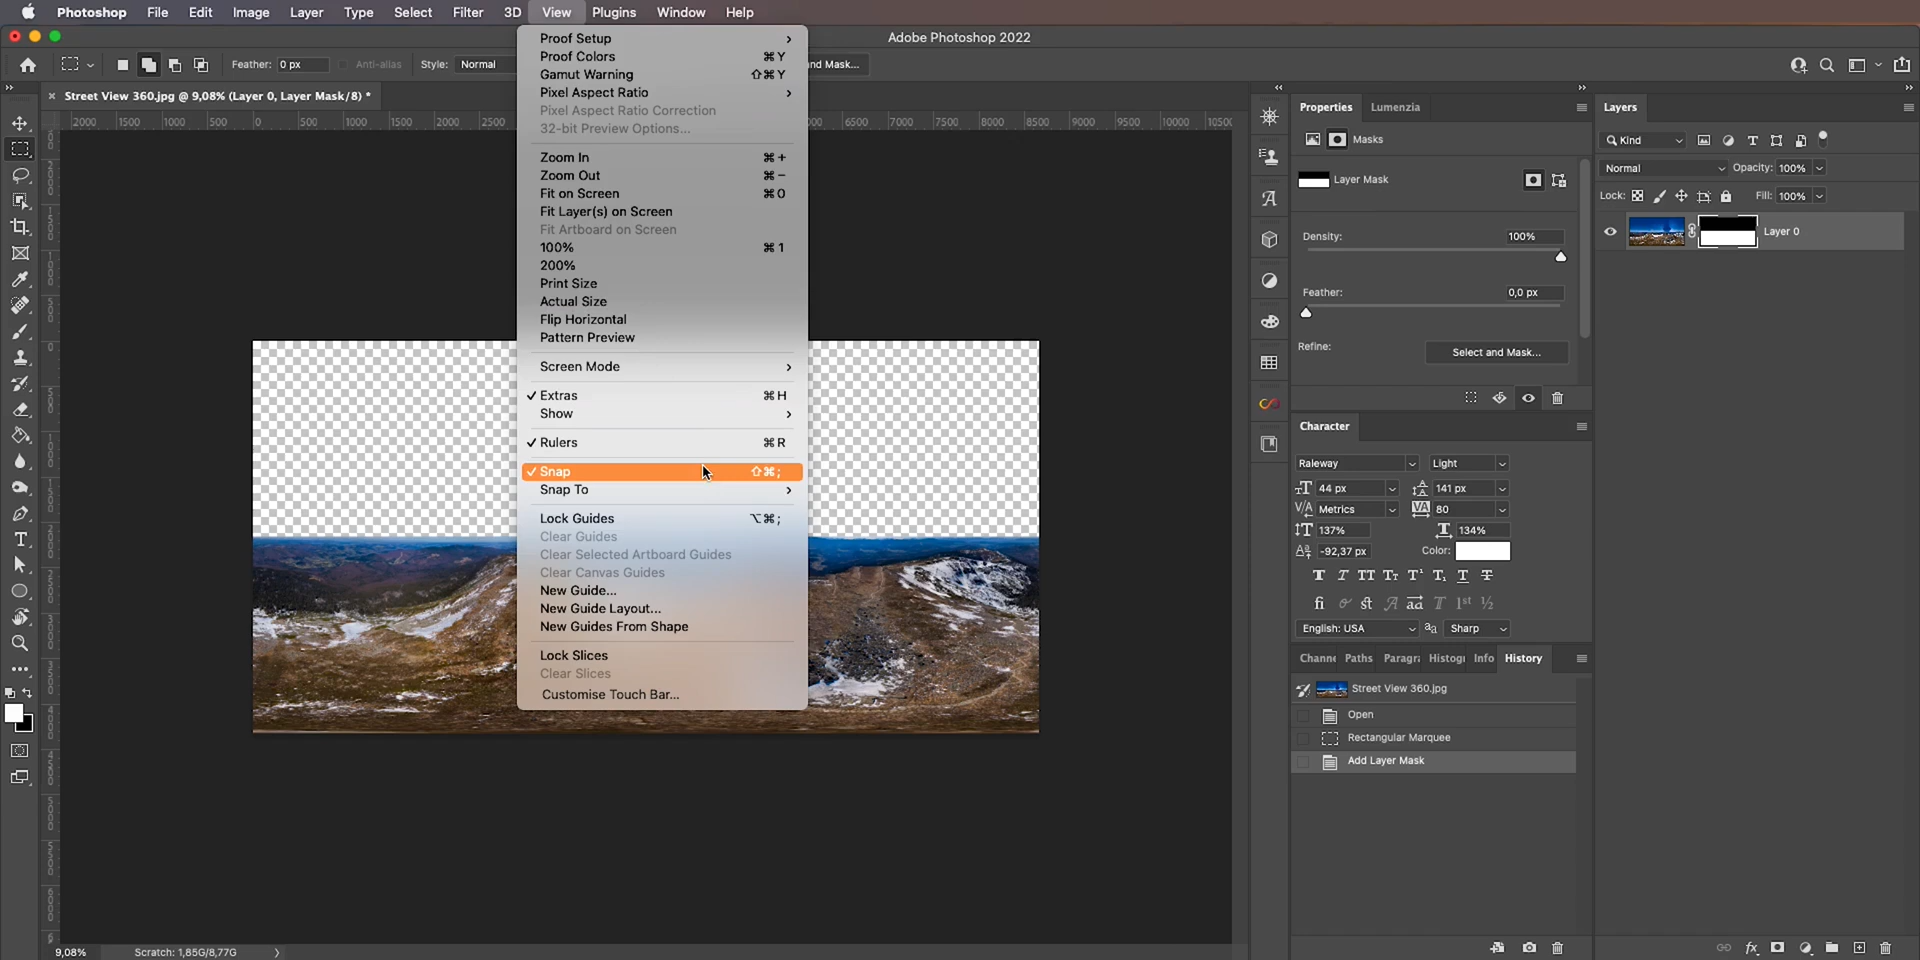 Photoshop File Edit Image Layer Type Select Filter 3D View Plugins Window Help
Adobe Photoshop 2022
Feather: 0 px Anti-alias Style: Normal nd Mask...
Street View 360.jpg @ 9,08% (Layer 0, Layer Mask/8) *
2000 1500 1000 500 0 500 1000 1500 2000 2500 6500 7000 7500 8000 8500 9000 9500 10000 1050
Proof Setup
Proof Colors ⌘Y
Gamut Warning ⇧⌘Y
Pixel Aspect Ratio
Pixel Aspect Ratio Correction
32-bit Preview Options...
Zoom In ⌘+
Zoom Out ⌘−
Fit on Screen ⌘0
Fit Layer(s) on Screen
Fit Artboard on Screen
100% ⌘1
200%
Print Size
Actual Size
Flip Horizontal
Pattern Preview
Screen Mode
✓ Extras ⌘H
Show
✓ Rulers ⌘R
✓ Snap ⇧⌘;
Snap To
Lock Guides ⌥⌘;
Clear Guides
Clear Selected Artboard Guides
Clear Canvas Guides
New Guide...
New Guide Layout...
New Guides From Shape
Lock Slices
Clear Slices
Customise Touch Bar...
Properties Lumenzia
Masks
Layer Mask
Density: 100%
Feather: 0,0 px
Refine: Select and Mask...
Character
Raleway Light
44 px 141 px
Metrics 80
137% 134%
-92,37 px Color:
English: USA Sharp
Channe Paths Paragra Histogr Info History
Street View 360.jpg
Open
Rectangular Marquee
Add Layer Mask
Layers
Kind
Normal Opacity: 100%
Lock: Fill: 100%
Layer 0
9,08% Scratch: 1,85G/8,77G